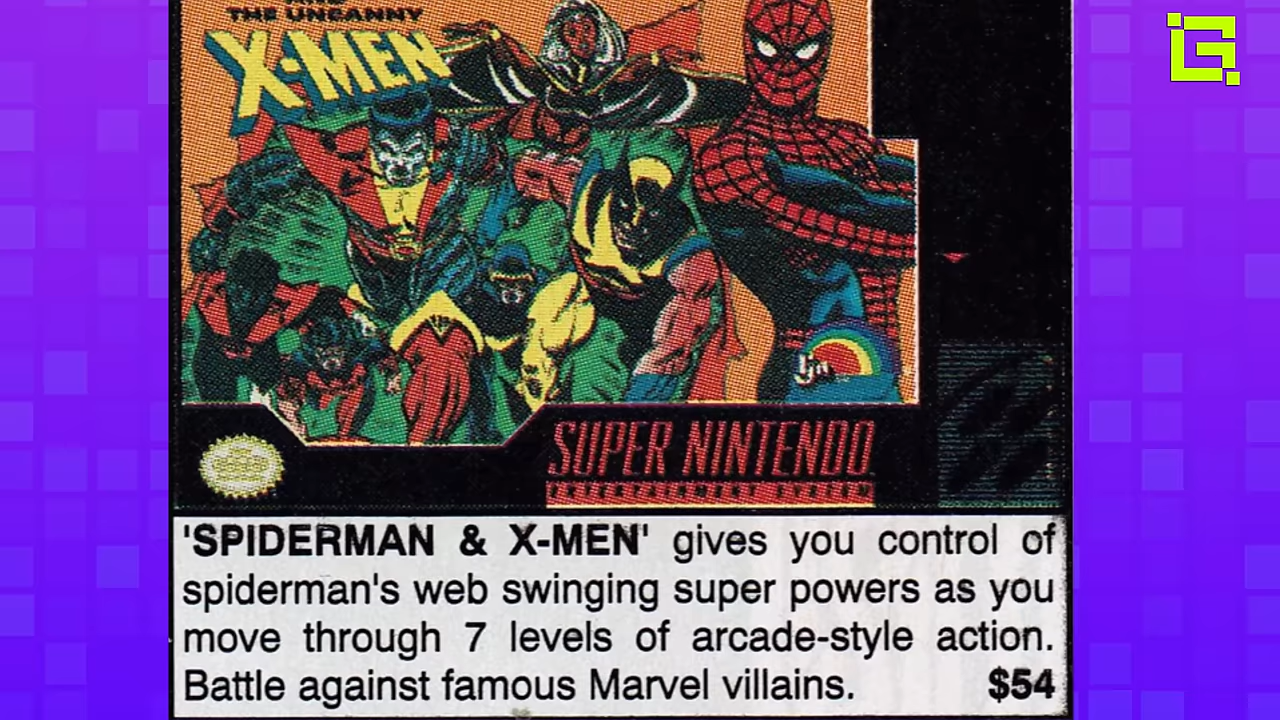 THE UNCANNY
X-MEN
LJN
SUPER NINTENDO
ENTERTAINMENT SYSTEM
'SPIDERMAN & X-MEN' gives you control of
spiderman's web swinging super powers as you
move through 7 levels of arcade-style action.
Battle against famous Marvel villains. $54